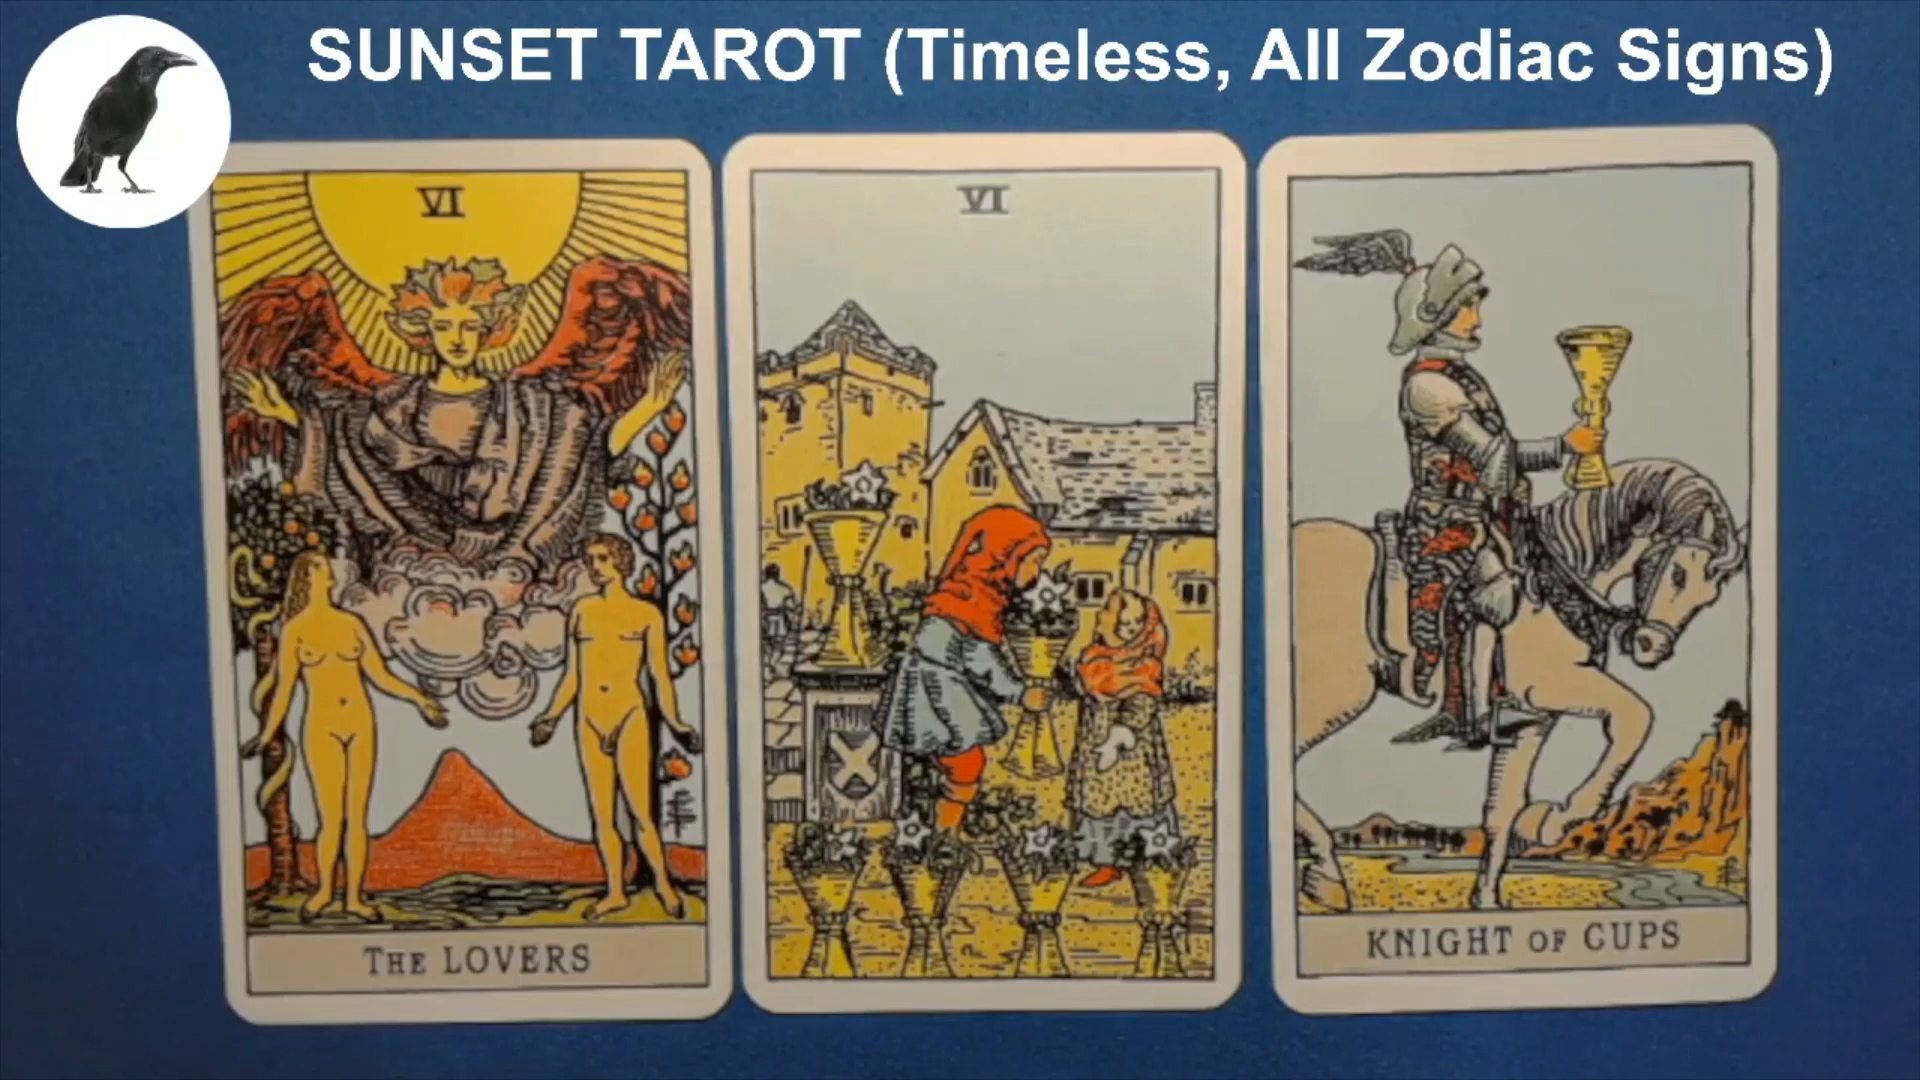 SUNSET TAROT (Timeless, All Zodiac Signs)
VI
VI
THE LOVERS
KNIGHT OF CUPS